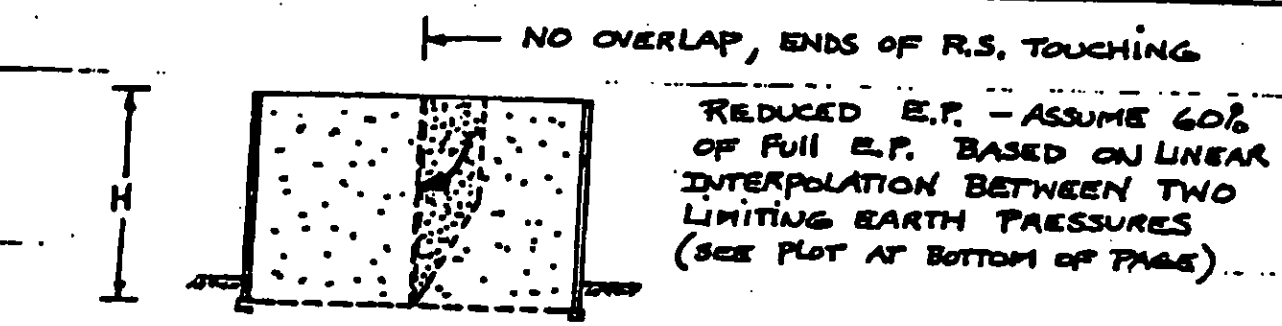 NO OVERLAP, ENDS OF R.S. TOUCHING
REDUCED E.P. - ASSUME 60%
OF FULL E.P. BASED ON LINEAR
INTERPOLATION BETWEEN TWO
LIMITING EARTH PRESSURES
(SEE PLOT AT BOTTOM OF PAGE)
H